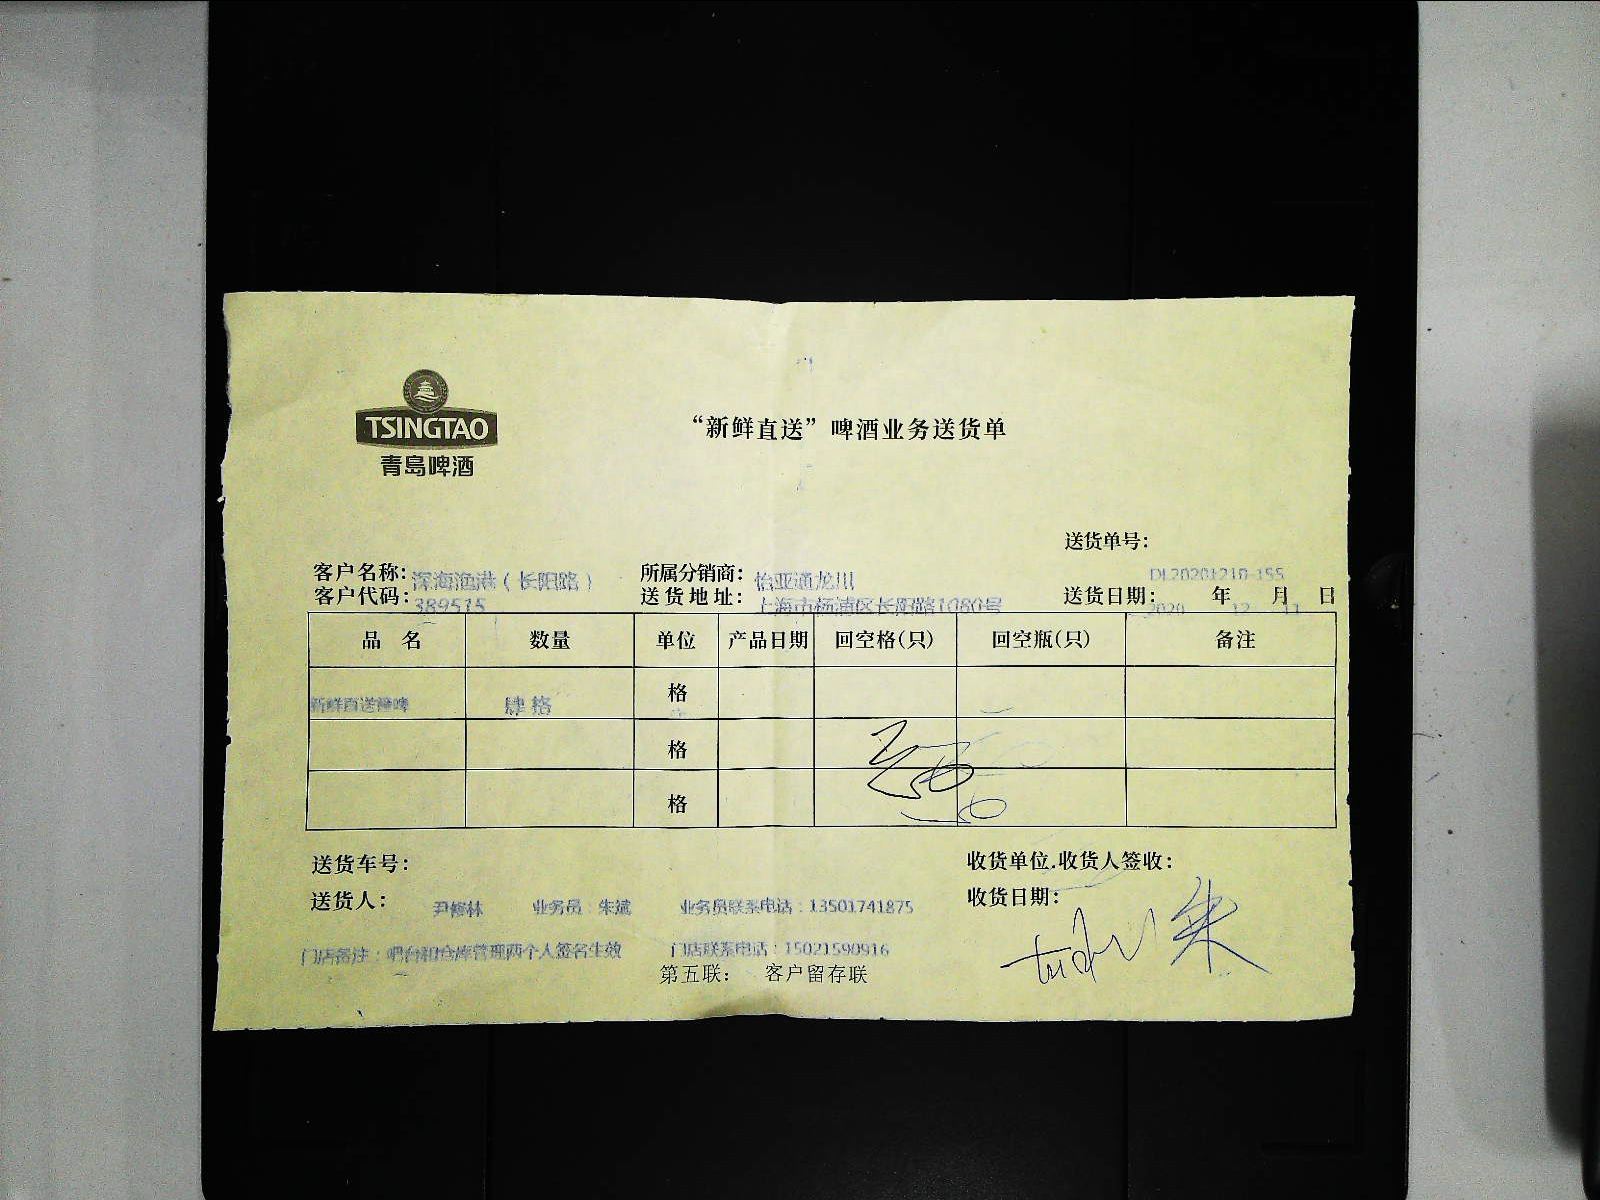 TSINGTAO
青岛啤酒
“新鲜直送”啤酒业务送货单
送货单号:
DL20201210-155
客户名称: 深海渔港（长阳路） 所属分销商: 怡亚通龙川
客户代码: 389515 送货地址: 上海市杨浦区长阳路1080号 送货日期: 2020 年 12 月 11 日
品 名 数量 单位 产品日期 回空格(只) 回空瓶(只) 备注
新鲜直送 啤 肆格 格
格
格
送货车号: 收货单位.收货人签收:
送货人: 尹修林 业务员：朱斌 业务员联系电话：13501741875 收货日期:
朱
门店备注：吧台和仓库管理两个人签名生效 门店联系电话：15021590916
第五联: 客户留存联